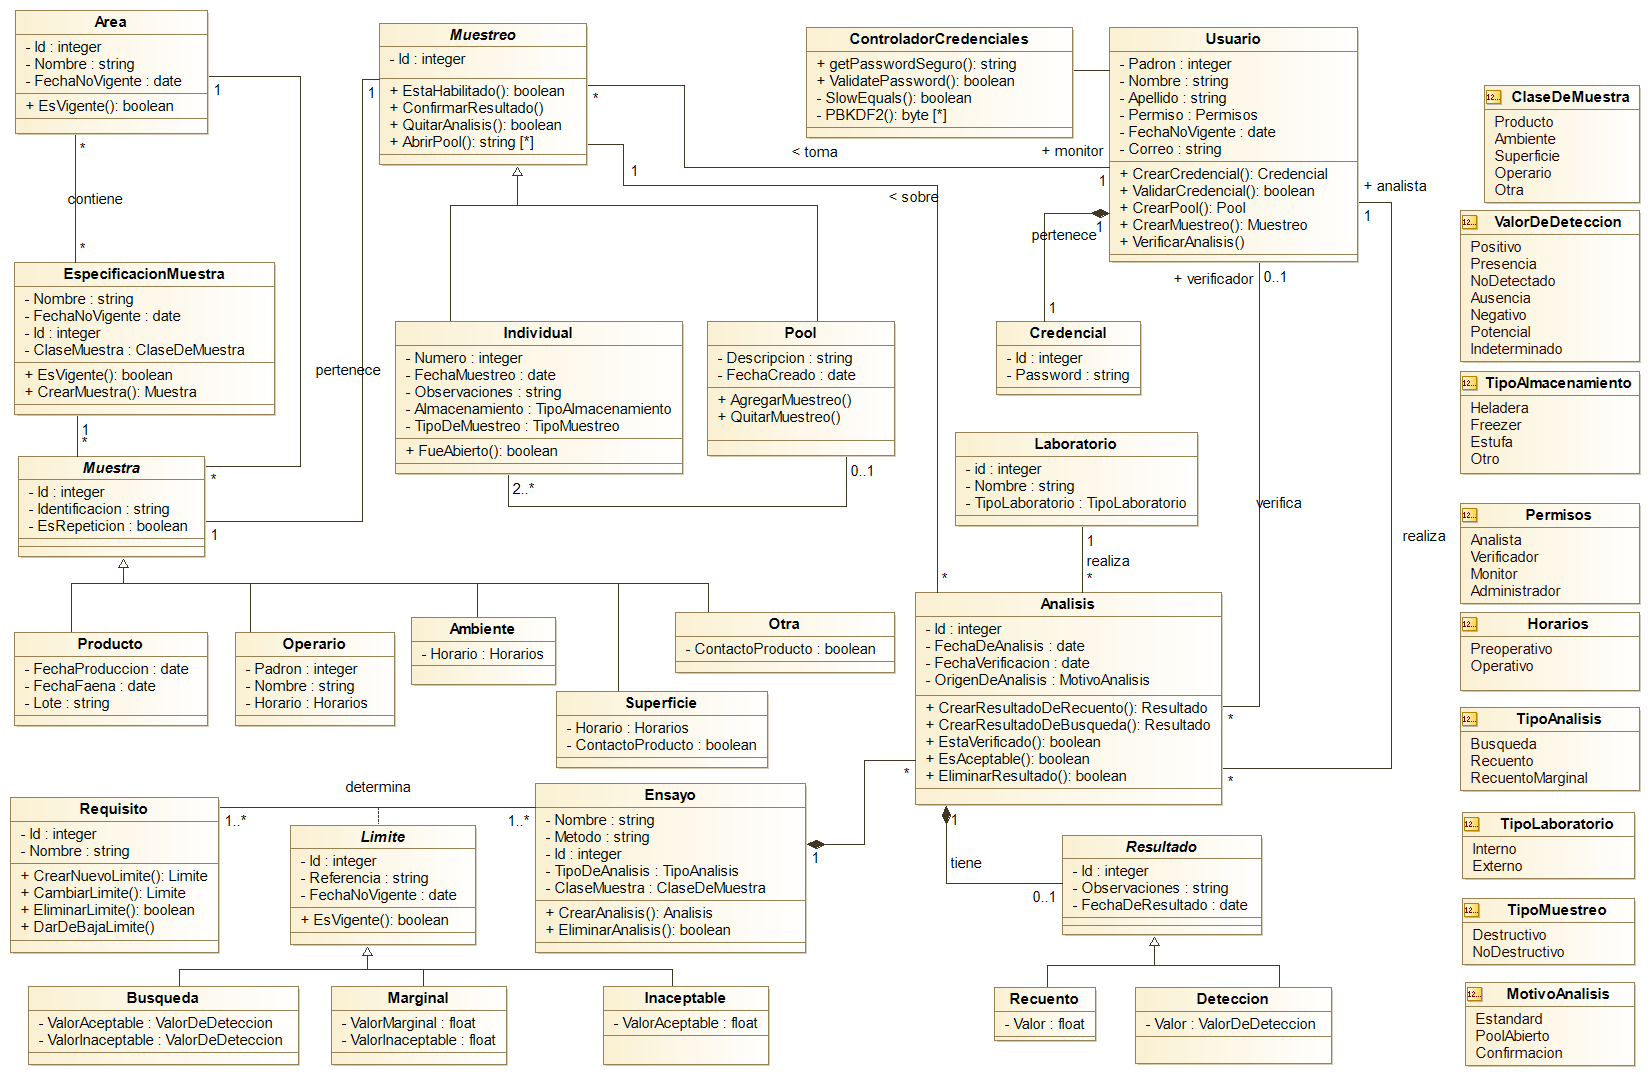 Area
- Id : integer
- Nombre : string
- FechaNoVigente : date
+ EsVigente(): boolean
1
*
contiene
*
EspecificacionMuestra
- Nombre : string
- FechaNoVigente : date
- Id : integer
- ClaseMuestra : ClaseDeMuestra
+ EsVigente(): boolean
+ CrearMuestra(): Muestra
1
*
Muestra
- Id : integer
- Identificacion : string
- EsRepeticion : boolean
*
1
pertenece
1
Muestreo
- Id : integer
+ EstaHabilitado(): boolean
+ ConfirmarResultado()
+ QuitarAnalisis(): boolean
+ AbrirPool(): string [*]
*
1
< toma
+ monitor
1
< sobre
*
ControladorCredenciales
+ getPasswordSeguro(): string
+ ValidatePassword(): boolean
- SlowEquals(): boolean
- PBKDF2(): byte [*]
Usuario
- Padron : integer
- Nombre : string
- Apellido : string
- Permiso : Permisos
- FechaNoVigente : date
- Correo : string
+ CrearCredencial(): Credencial
+ ValidarCredencial(): boolean
+ CrearPool(): Pool
+ CrearMuestreo(): Muestreo
+ VerificarAnalisis()
+ analista
1
1
pertenece
1
+ verificador
0..1
verifica
*
realiza
*
Individual
- Numero : integer
- FechaMuestreo : date
- Observaciones : string
- Almacenamiento : TipoAlmacenamiento
- TipoDeMuestreo : TipoMuestreo
+ FueAbierto(): boolean
2..*
Pool
- Descripcion : string
- FechaCreado : date
+ AgregarMuestreo()
+ QuitarMuestreo()
0..1
Credencial
- Id : integer
- Password : string
Laboratorio
- id : integer
- Nombre : string
- TipoLaboratorio : TipoLaboratorio
1
realiza
*
Producto
- FechaProduccion : date
- FechaFaena : date
- Lote : string
Operario
- Padron : integer
- Nombre : string
- Horario : Horarios
Ambiente
- Horario : Horarios
Otra
- ContactoProducto : boolean
Superficie
- Horario : Horarios
- ContactoProducto : boolean
Analisis
- Id : integer
- FechaDeAnalisis : date
- FechaVerificacion : date
- OrigenDeAnalisis : MotivoAnalisis
+ CrearResultadoDeRecuento(): Resultado
+ CrearResultadoDeBusqueda(): Resultado
+ EstaVerificado(): boolean
+ EsAceptable(): boolean
+ EliminarResultado(): boolean
*
1
tiene
0..1
Requisito
- Id : integer
- Nombre : string
+ CrearNuevoLimite(): Limite
+ CambiarLimite(): Limite
+ EliminarLimite(): boolean
+ DarDeBajaLimite()
determina
1..*
1..*
Limite
- Id : integer
- Referencia : string
- FechaNoVigente : date
+ EsVigente(): boolean
Ensayo
- Nombre : string
- Metodo : string
- Id : integer
- TipoDeAnalisis : TipoAnalisis
- ClaseMuestra : ClaseDeMuestra
+ CrearAnalisis(): Analisis
+ EliminarAnalisis(): boolean
1
Resultado
- Id : integer
- Observaciones : string
- FechaDeResultado : date
Busqueda
- ValorAceptable : ValorDeDeteccion
- ValorInaceptable : ValorDeDeteccion
Marginal
- ValorMarginal : float
- ValorInaceptable : float
Inaceptable
- ValorAceptable : float
Recuento
- Valor : float
Deteccion
- Valor : ValorDeDeteccion
12... ClaseDeMuestra
Producto
Ambiente
Superficie
Operario
Otra
12... ValorDeDeteccion
Positivo
Presencia
NoDetectado
Ausencia
Negativo
Potencial
Indeterminado
12... TipoAlmacenamiento
Heladera
Freezer
Estufa
Otro
12... Permisos
Analista
Verificador
Monitor
Administrador
12... Horarios
Preoperativo
Operativo
12... TipoAnalisis
Busqueda
Recuento
RecuentoMarginal
12... TipoLaboratorio
Interno
Externo
12... TipoMuestreo
Destructivo
NoDestructivo
12... MotivoAnalisis
Estandard
PoolAbierto
Confirmacion